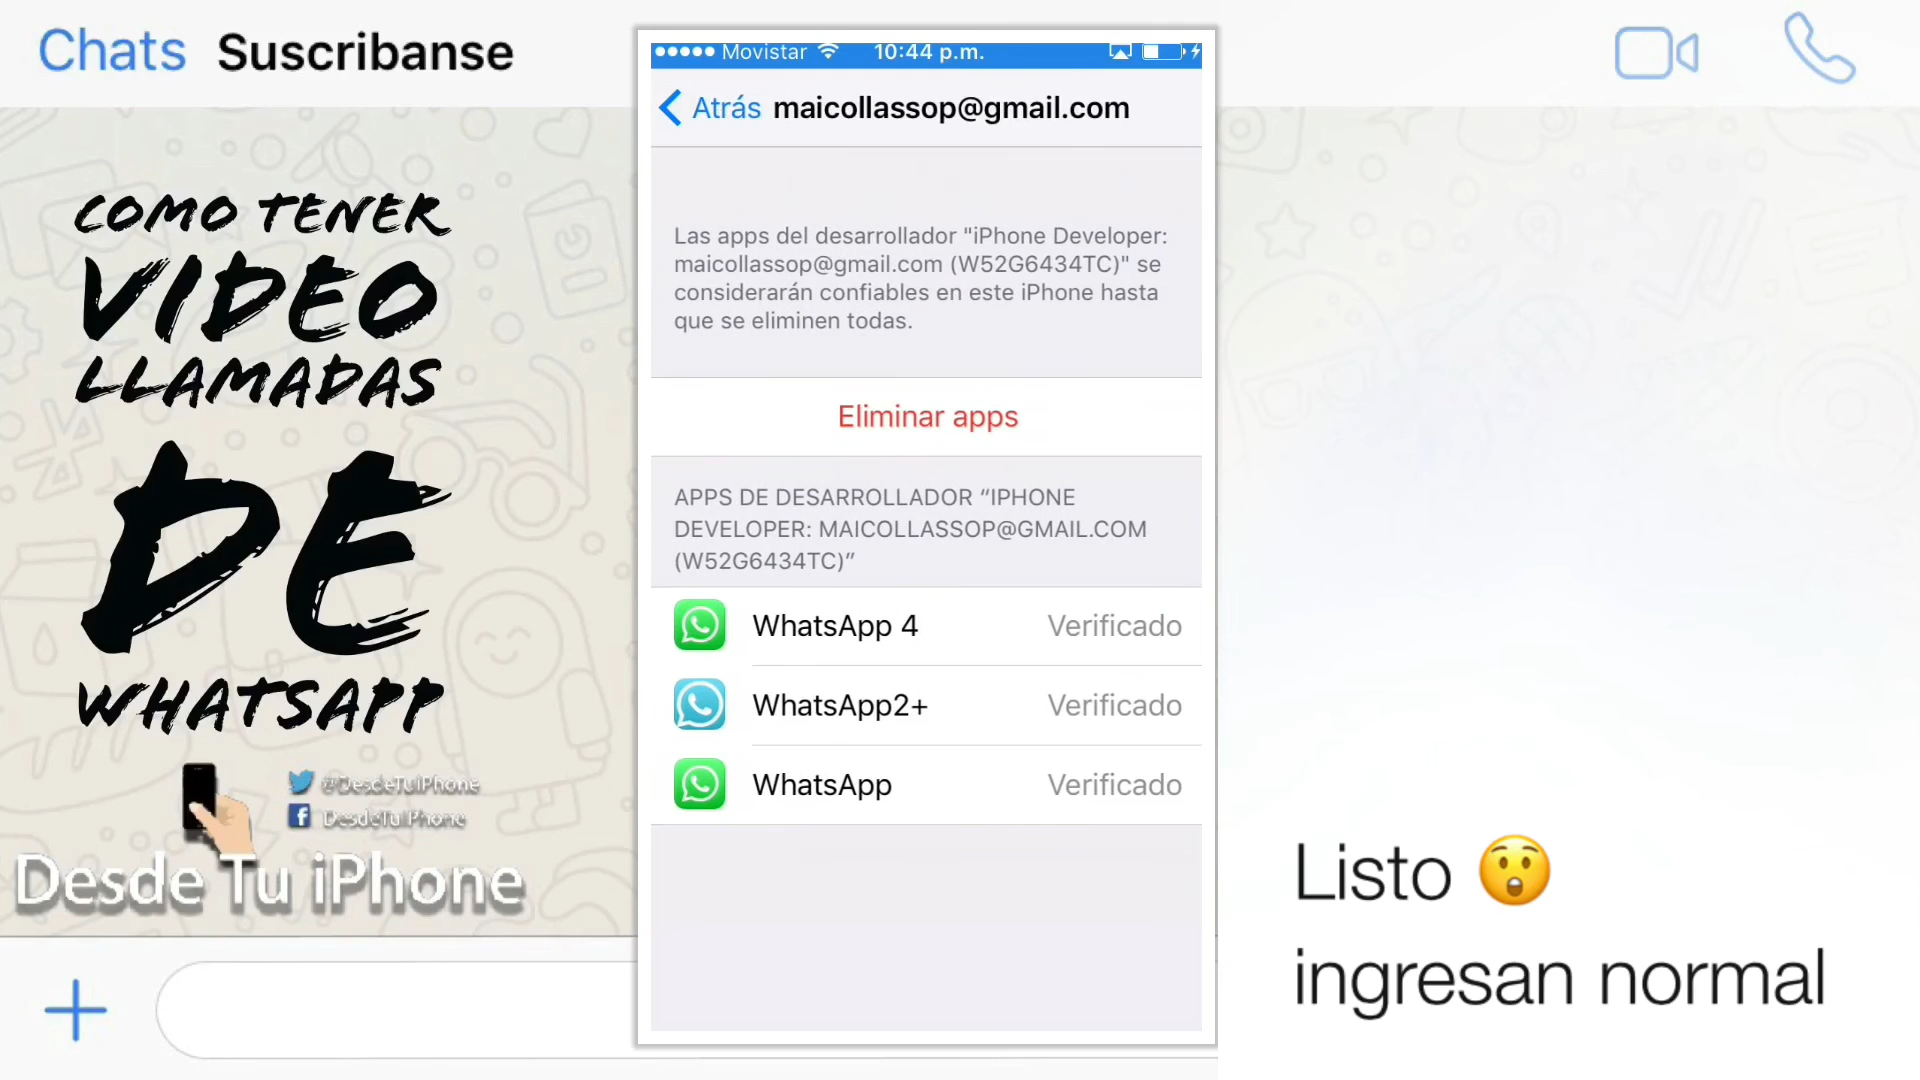 Chats Suscribanse
COMO TENER
VIDEO
LLAMADAS
DE
WHATSAPP
@DesdeTuIPhone
DesdeTuIPhone
Desde Tu iPhone
Movistar 10:44 p.m.
Atrás maicollassop@gmail.com
Las apps del desarrollador "iPhone Developer:
maicollassop@gmail.com (W52G6434TC)" se
considerarán confiables en este iPhone hasta
que se eliminen todas.
Eliminar apps
APPS DE DESARROLLADOR “IPHONE
DEVELOPER: MAICOLLASSOP@GMAIL.COM
(W52G6434TC)”
WhatsApp 4 Verificado
WhatsApp2+ Verificado
WhatsApp Verificado
Listo 😲
ingresan normal